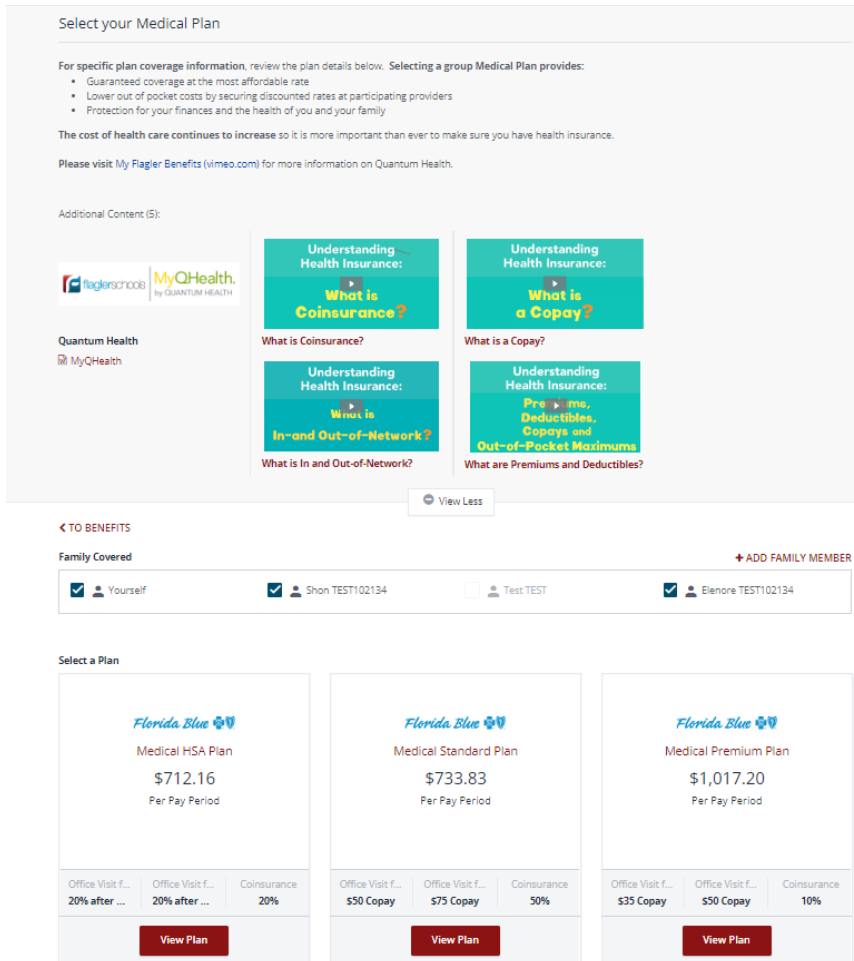 Select your Medical Plan
For specific plan coverage information, review the plan details below. Selecting a group Medical Plan provides:
• Guaranteed coverage at the most affordable rate
• Lower out of pocket costs by securing discounted rates at participating providers
• Protection for your finances and the health of you and your family
The cost of health care continues to increase so it is more important than ever to make sure you have health insurance.
Please visit My Flagler Benefits (vimeo.com) for more information on Quantum Health.
Additional Content (5):
flaglerschools
MyQHealth.
by QUANTUM HEALTH
Quantum Health
MyQHealth
Understanding
Health Insurance:
What is
Coinsurance?
What is Coinsurance?
Understanding
Health Insurance:
What is
a Copay?
What is a Copay?
Understanding
Health Insurance:
What is
In-and Out-of-Network?
What is In and Out-of-Network?
Understanding
Health Insurance:
Deductibles,
Copays and
Out-of-Pocket Maximums
What are Premiums and Deductibles?
View Less
TO BENEFITS
Family Covered
+ ADD FAMILY MEMBER
Yourself
Shon TEST102134
Test TEST
Elenore TEST102134
Select a Plan
Florida Blue
Medical HSA Plan
$712.16
Per Pay Period
Office Visit f... Office Visit f... Coinsurance
20% after ... 20% after ... 20%
View Plan
Florida Blue
Medical Standard Plan
$733.83
Per Pay Period
Office Visit f... Office Visit f... Coinsurance
$50 Copay $75 Copay 50%
View Plan
Florida Blue
Medical Premium Plan
$1,017.20
Per Pay Period
Office Visit f... Office Visit f... Coinsurance
$35 Copay $50 Copay 10%
View Plan